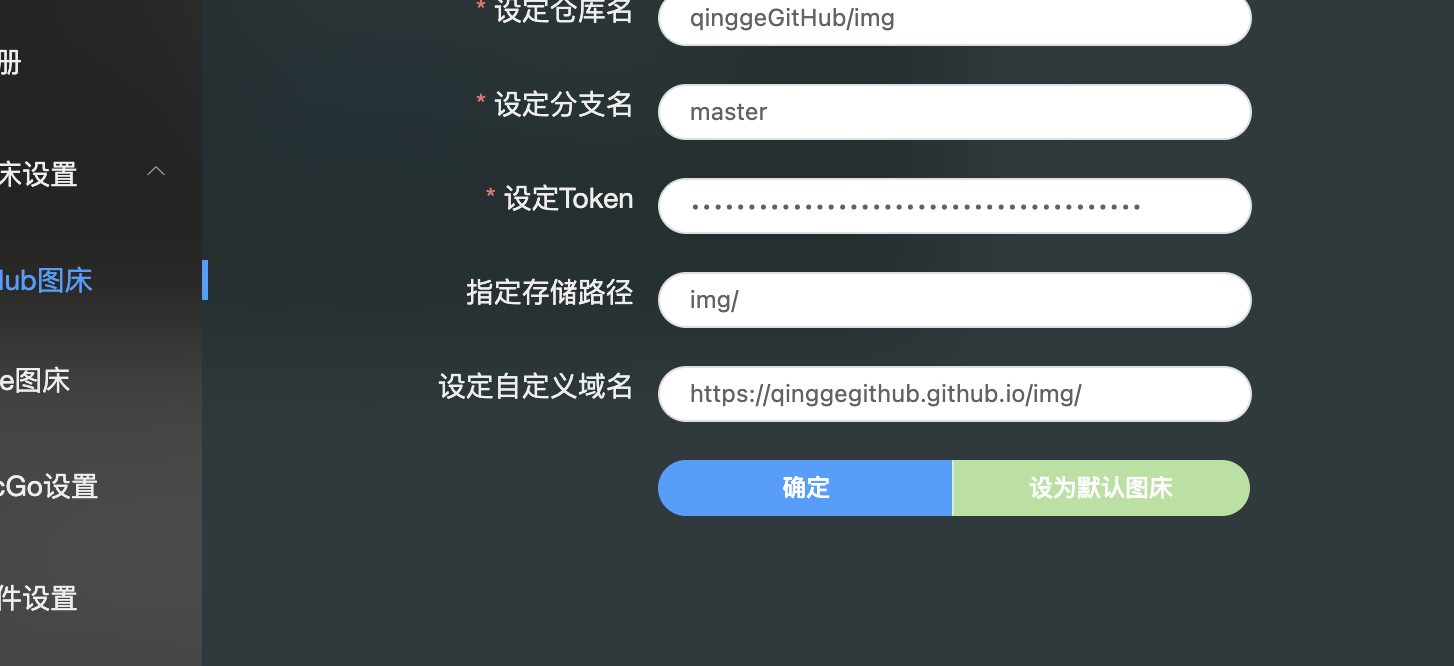 * 设定仓库名 qinggeGitHub/img
册
* 设定分支名 master
床设置
* 设定Token ••••••••••••••••••••••••••••••••••••••••
Hub图床
指定存储路径 img/
e图床
设定自定义域名 https://qinggegithub.github.io/img/
cGo设置
确定 设为默认图床
件设置